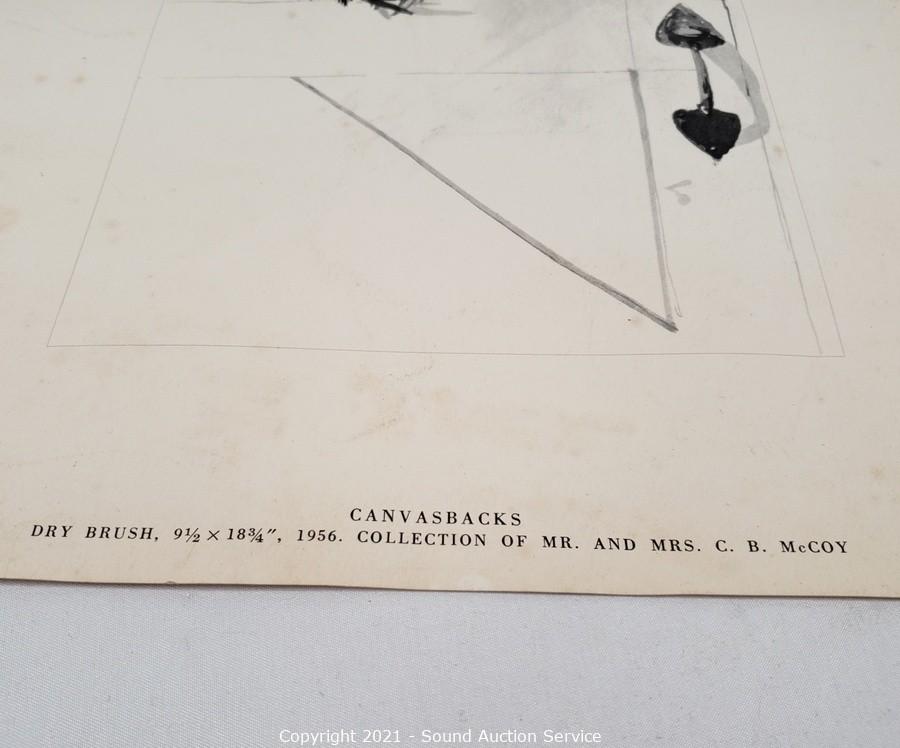 CANVASBACKS
DRY BRUSH, 9½ × 18¾", 1956. COLLECTION OF MR. AND MRS. C. B. McCOY
Copyright 2021 - Sound Auction Service